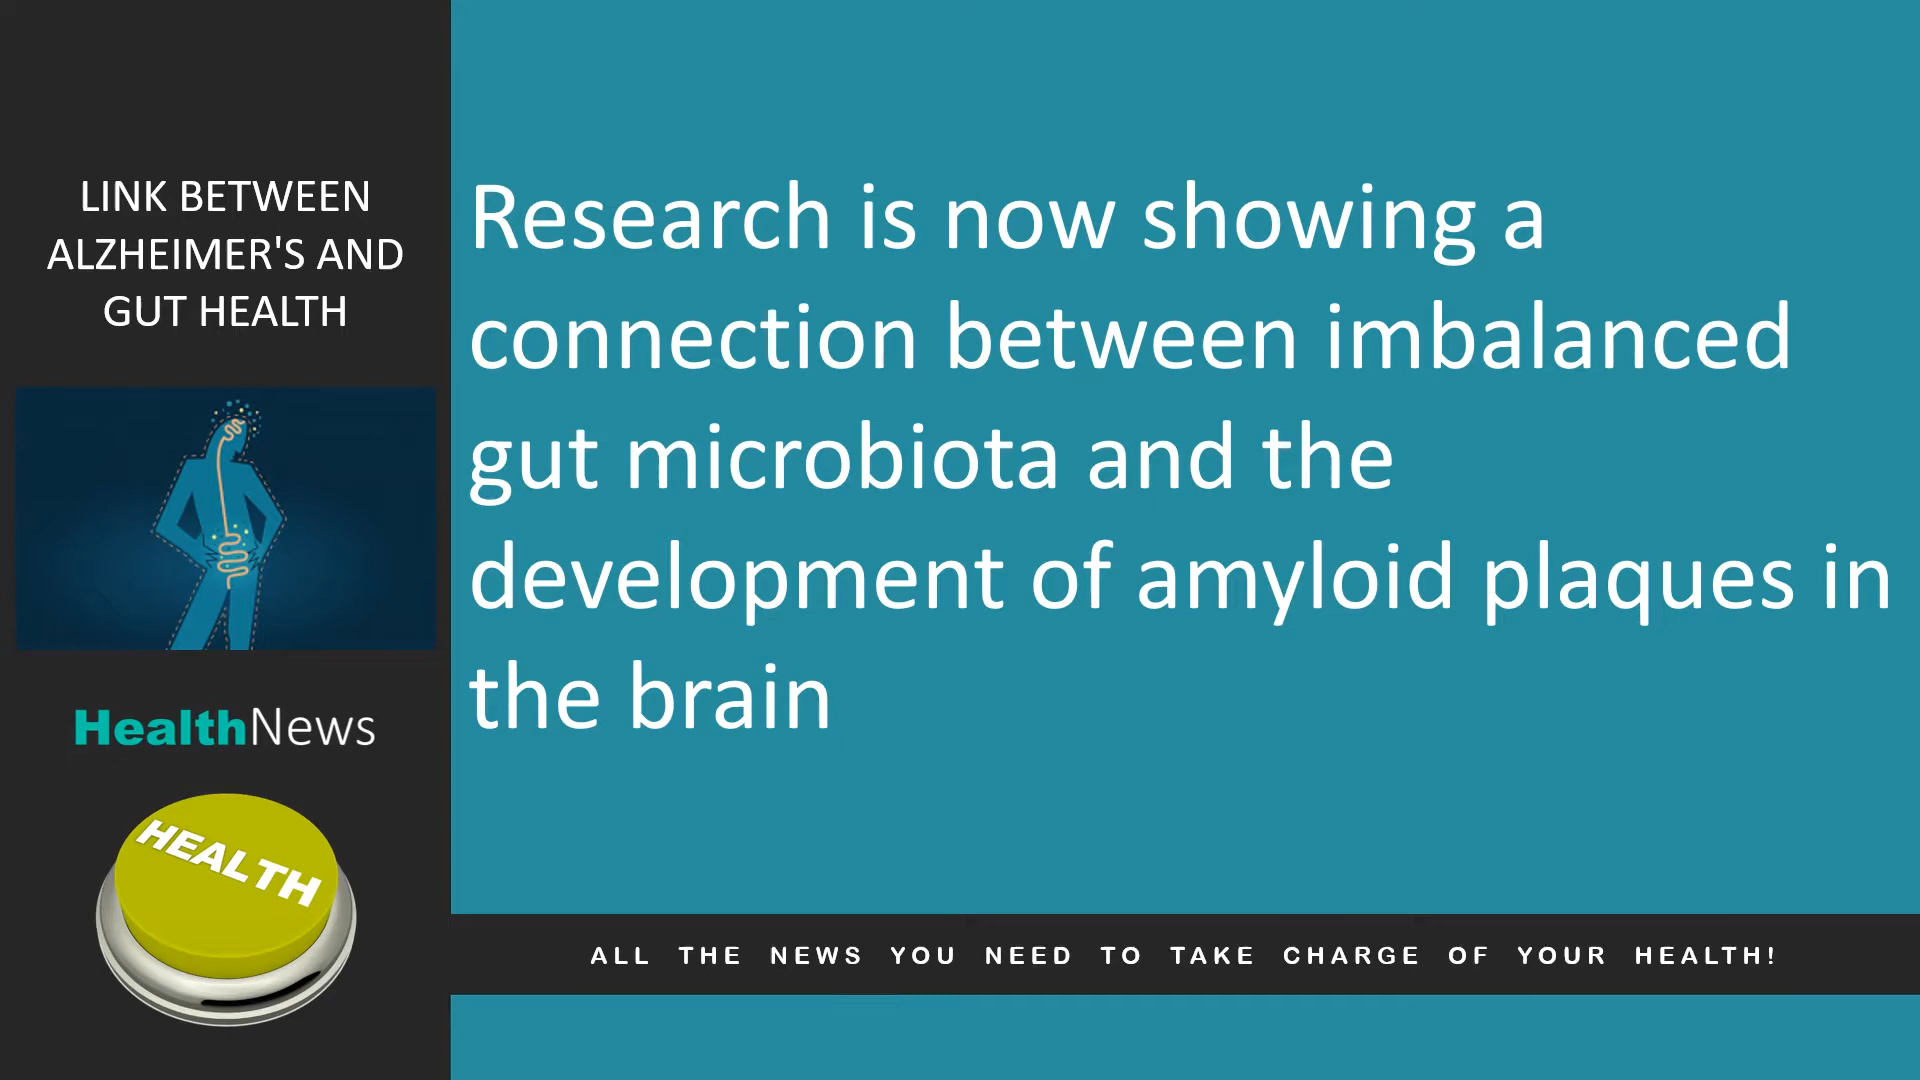 LINK BETWEEN
ALZHEIMER'S AND
GUT HEALTH
HealthNews
HEALTH
Research is now showing a
connection between imbalanced
gut microbiota and the
development of amyloid plaques in
the brain
ALL THE NEWS YOU NEED TO TAKE CHARGE OF YOUR HEALTH!